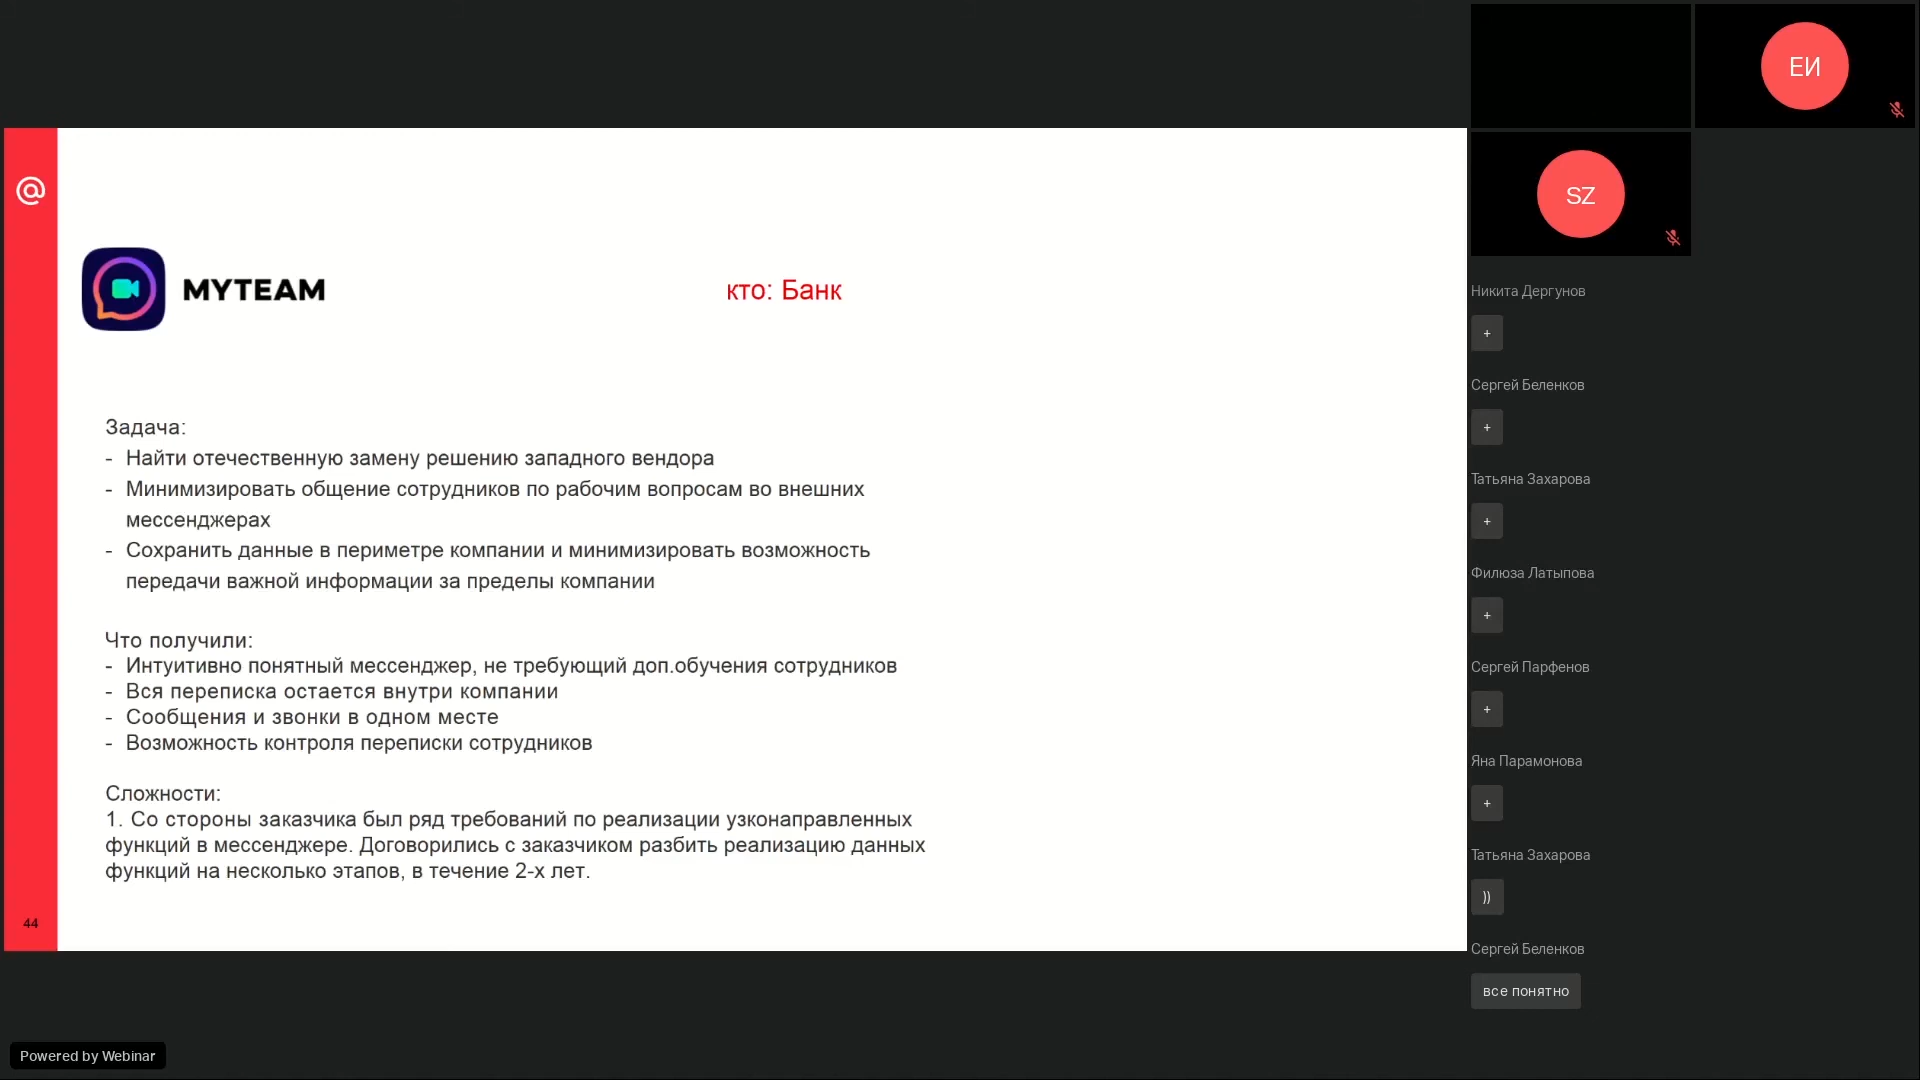 ЕИ
SZ
@
MYTEAM
кто: Банк
Задача:
- Найти отечественную замену решению западного вендора
- Минимизировать общение сотрудников по рабочим вопросам во внешних
мессенджерах
- Сохранить данные в периметре компании и минимизировать возможность
передачи важной информации за пределы компании
Что получили:
- Интуитивно понятный мессенджер, не требующий доп.обучения сотрудников
- Вся переписка остается внутри компании
- Сообщения и звонки в одном месте
- Возможность контроля переписки сотрудников
Сложности:
1. Со стороны заказчика был ряд требований по реализации узконаправленных
функций в мессенджере. Договорились с заказчиком разбить реализацию данных
функций на несколько этапов, в течение 2-х лет.
44
Никита Дергунов
+
Сергей Беленков
+
Татьяна Захарова
+
Филюза Латыпова
+
Сергей Парфенов
+
Яна Парамонова
+
Татьяна Захарова
))
Сергей Беленков
все понятно
Powered by Webinar